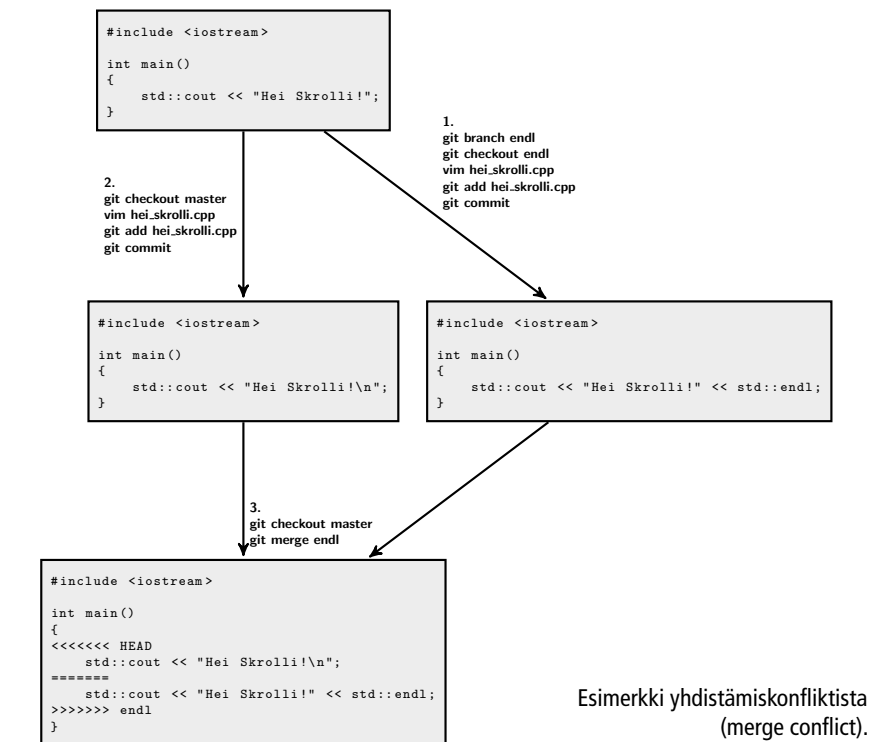 #include <iostream>
int main()
{
    std::cout << "Hei Skrolli!";
}
1.
git branch endl
git checkout endl
vim hei_skrolli.cpp
git add hei_skrolli.cpp
git commit
2.
git checkout master
vim hei_skrolli.cpp
git add hei_skrolli.cpp
git commit
#include <iostream>
int main()
{
    std::cout << "Hei Skrolli!\n";
}
#include <iostream>
int main()
{
    std::cout << "Hei Skrolli!" << std::endl;
}
3.
git checkout master
git merge endl
#include <iostream>
int main()
{
<<<<<<< HEAD
    std::cout << "Hei Skrolli!\n";
=======
    std::cout << "Hei Skrolli!" << std::endl;
>>>>>>> endl
}
Esimerkki yhdistämiskonfliktista
(merge conflict).